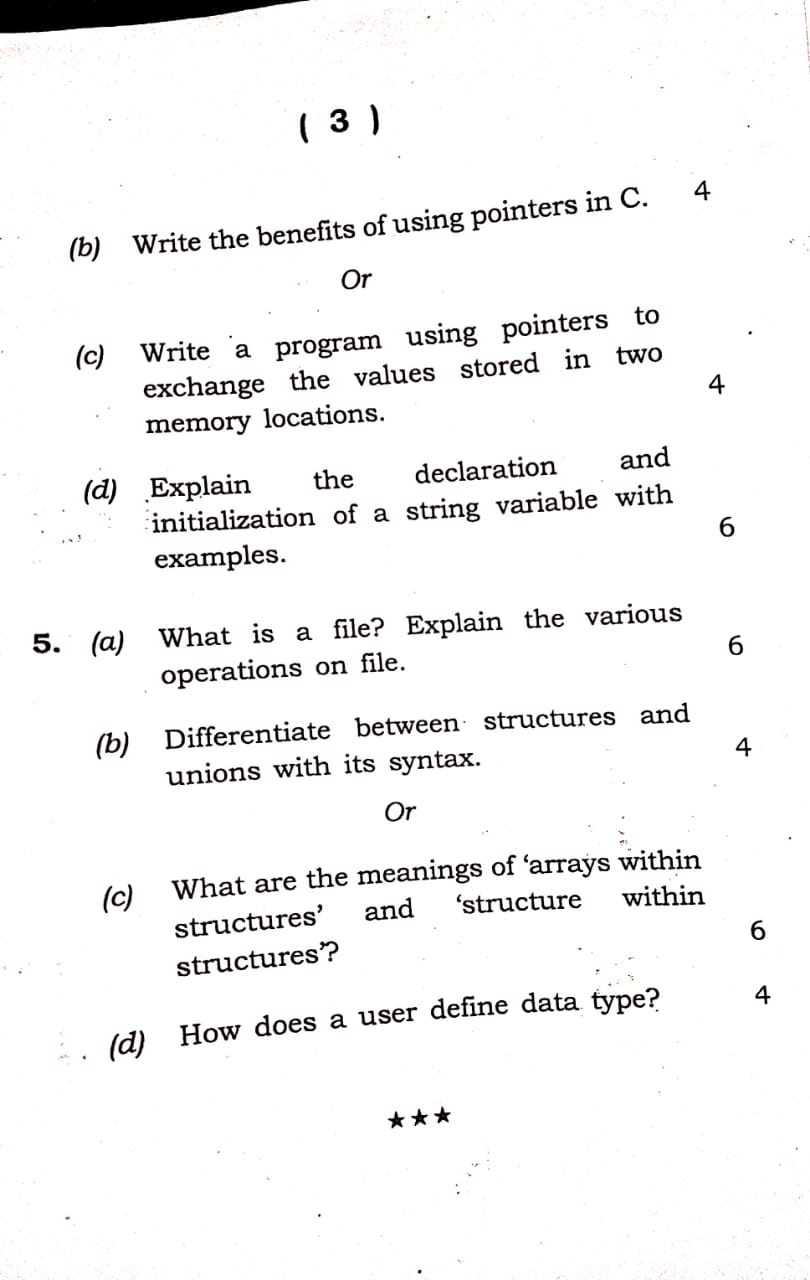 ( 3 )
(b) Write the benefits of using pointers in C. 4
Or
(c) Write a program using pointers to
exchange the values stored in two
memory locations. 4
(d) Explain the declaration and
initialization of a string variable with
examples. 6
5. (a) What is a file? Explain the various
operations on file. 6
(b) Differentiate between structures and
unions with its syntax. 4
Or
(c) What are the meanings of ‘arrays within
structures’ and ‘structure within
structures’? 6
(d) How does a user define data type? 4
★★★